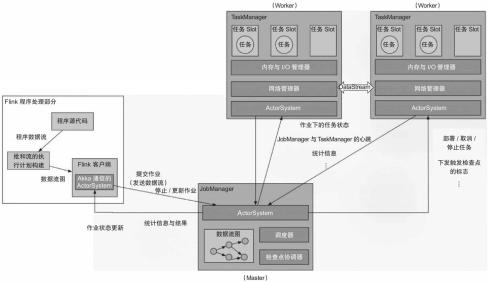 (Worker)
(Worker)
TaskManager
TaskManager
任务 Slot
任务 Slot
任务 Slot
任务 Slot
任务 Slot
任务 Slot
任务
任务
任务
任务
内存与 I/O 管理器
内存与 I/O 管理器
网络管理器
DataStream
网络管理器
ActorSystem
ActorSystem
Flink 程序处理部分
程序源代码
程序数据流
批和流的执
行计划构建
数据流图
Flink 客户端
Akka 通信的
ActorSystem
提交作业
(发送数据流)
停止 / 更新作业
作业下的任务状态
JobManager 与 TaskManager 的心跳
统计信息
⋮
部署 / 取消 /
停止任务
下发触发检查点
的标志
⋮
JobManager
ActorSystem
统计信息与结果
作业状态更新
数据流图
调度器
检查点协调器
(Master)